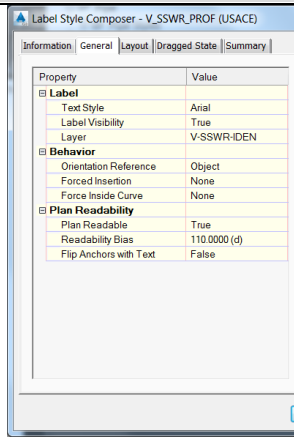 Label Style Composer - V_SSWR_PROF (USACE)
Information General Layout Dragged State Summary
Property Value
Label
Text Style Arial
Label Visibility True
Layer V-SSWR-IDEN
Behavior
Orientation Reference Object
Forced Insertion None
Force Inside Curve None
Plan Readability
Plan Readable True
Readability Bias 110.0000 (d)
Flip Anchors with Text False